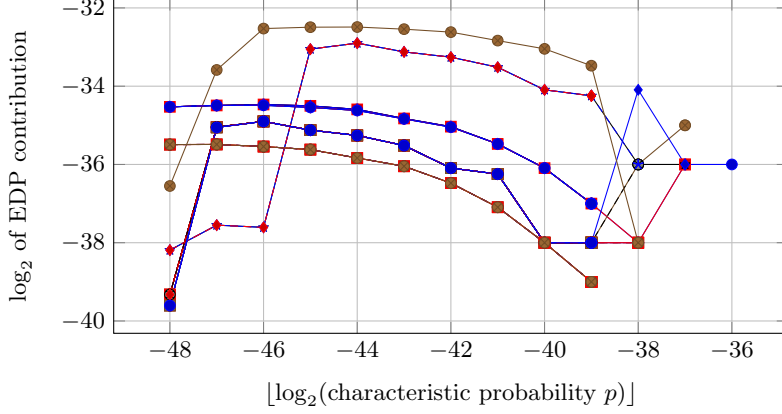 −32
−34
−36
−38
−40
log₂ of EDP contribution
−48 −46 −44 −42 −40 −38 −36
⌊log₂(characteristic probability p)⌋